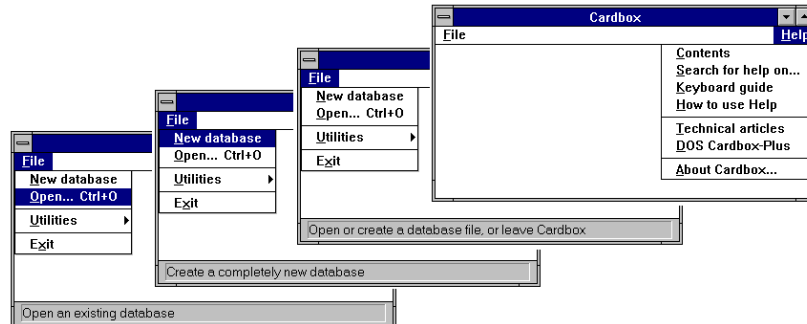 Cardbox
File Help
Contents
Search for help on...
Keyboard guide
How to use Help
Technical articles
DOS Cardbox-Plus
About Cardbox...
File
New database
Open... Ctrl+O
Utilities
Exit
Open or create a database file, or leave Cardbox
File
New database
Open... Ctrl+O
Utilities
Exit
Create a completely new database
File
New database
Open... Ctrl+O
Utilities
Exit
Open an existing database